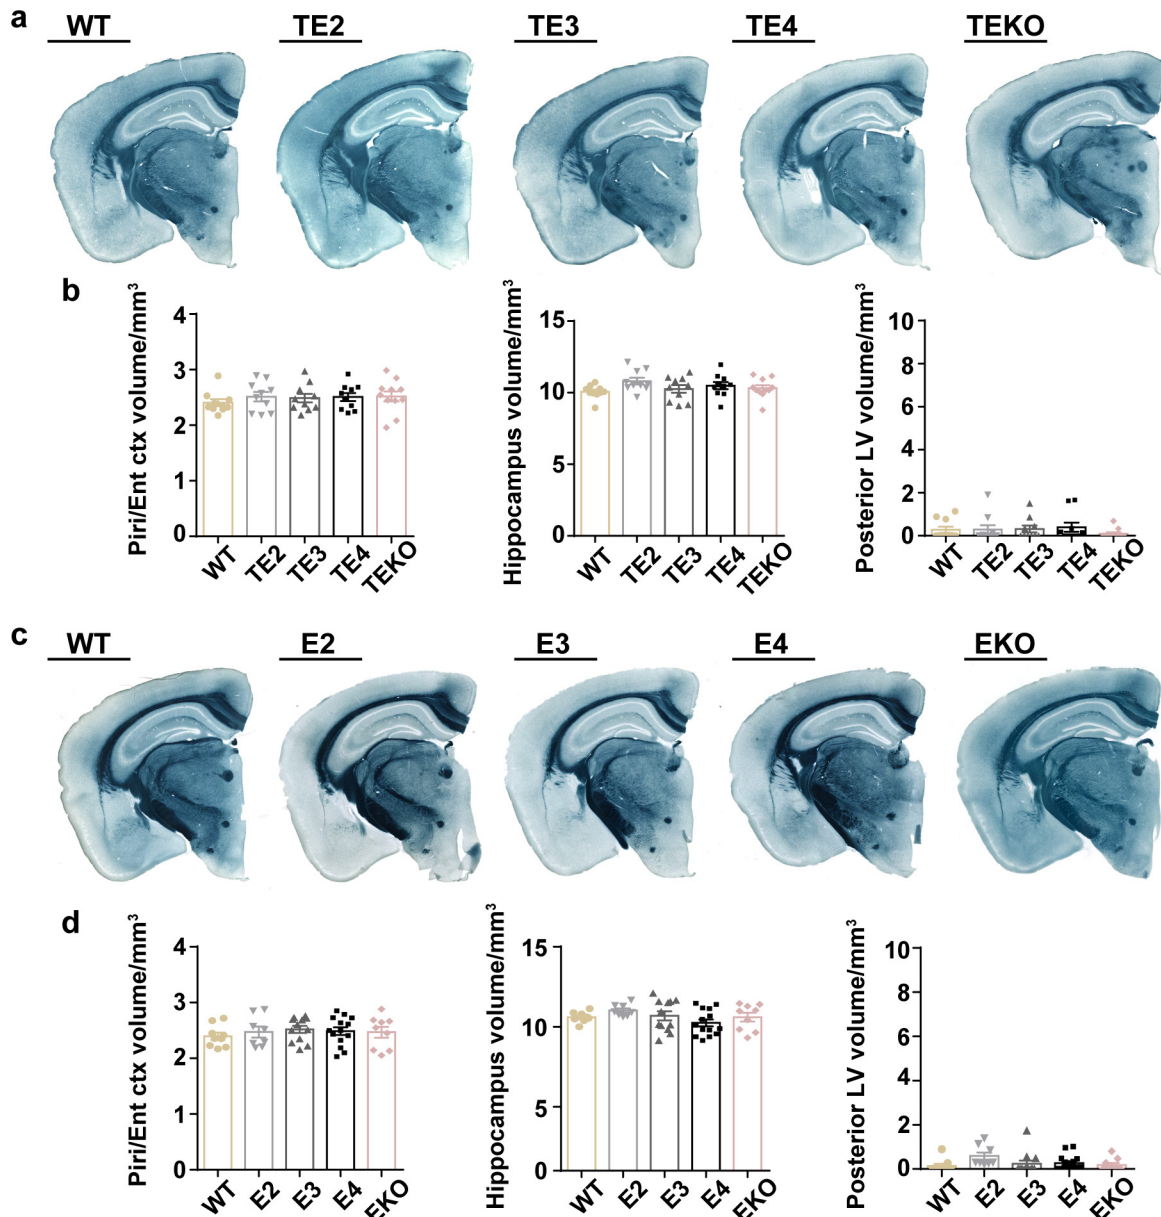 a
WT TE2 TE3 TE4 TEKO
b
Piri/Ent ctx volume/mm³
4
3
2
1
0
WT TE2 TE3 TE4 TEKO
Hippocampus volume/mm³
15
10
5
0
WT TE2 TE3 TE4 TEKO
Posterior LV volume/mm³
10
8
6
4
2
0
WT TE2 TE3 TE4 TEKO
c
WT E2 E3 E4 EKO
d
Piri/Ent ctx volume/mm³
4
3
2
1
0
WT E2 E3 E4 EKO
Hippocampus volume/mm³
15
10
5
0
WT E2 E3 E4 EKO
Posterior LV volume/mm³
10
8
6
4
2
0
WT E2 E3 E4 EKO